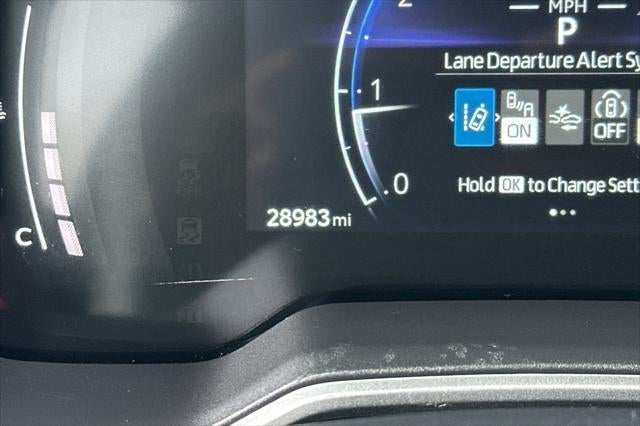 2
MPH
P
Lane Departure Alert Sy
1
A
ON
OFF
Hold OK to Change Sett
0
28983 mi
C